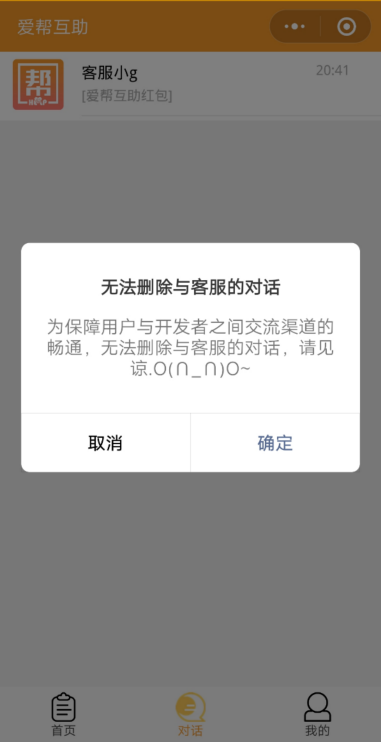 爱帮互助
帮
客服小g
20:41
[爱帮互助红包]
无法删除与客服的对话
为保障用户与开发者之间交流渠道的
畅通，无法删除与客服的对话，请见
谅.O(∩_∩)O~
取消
确定
首页
对话
我的